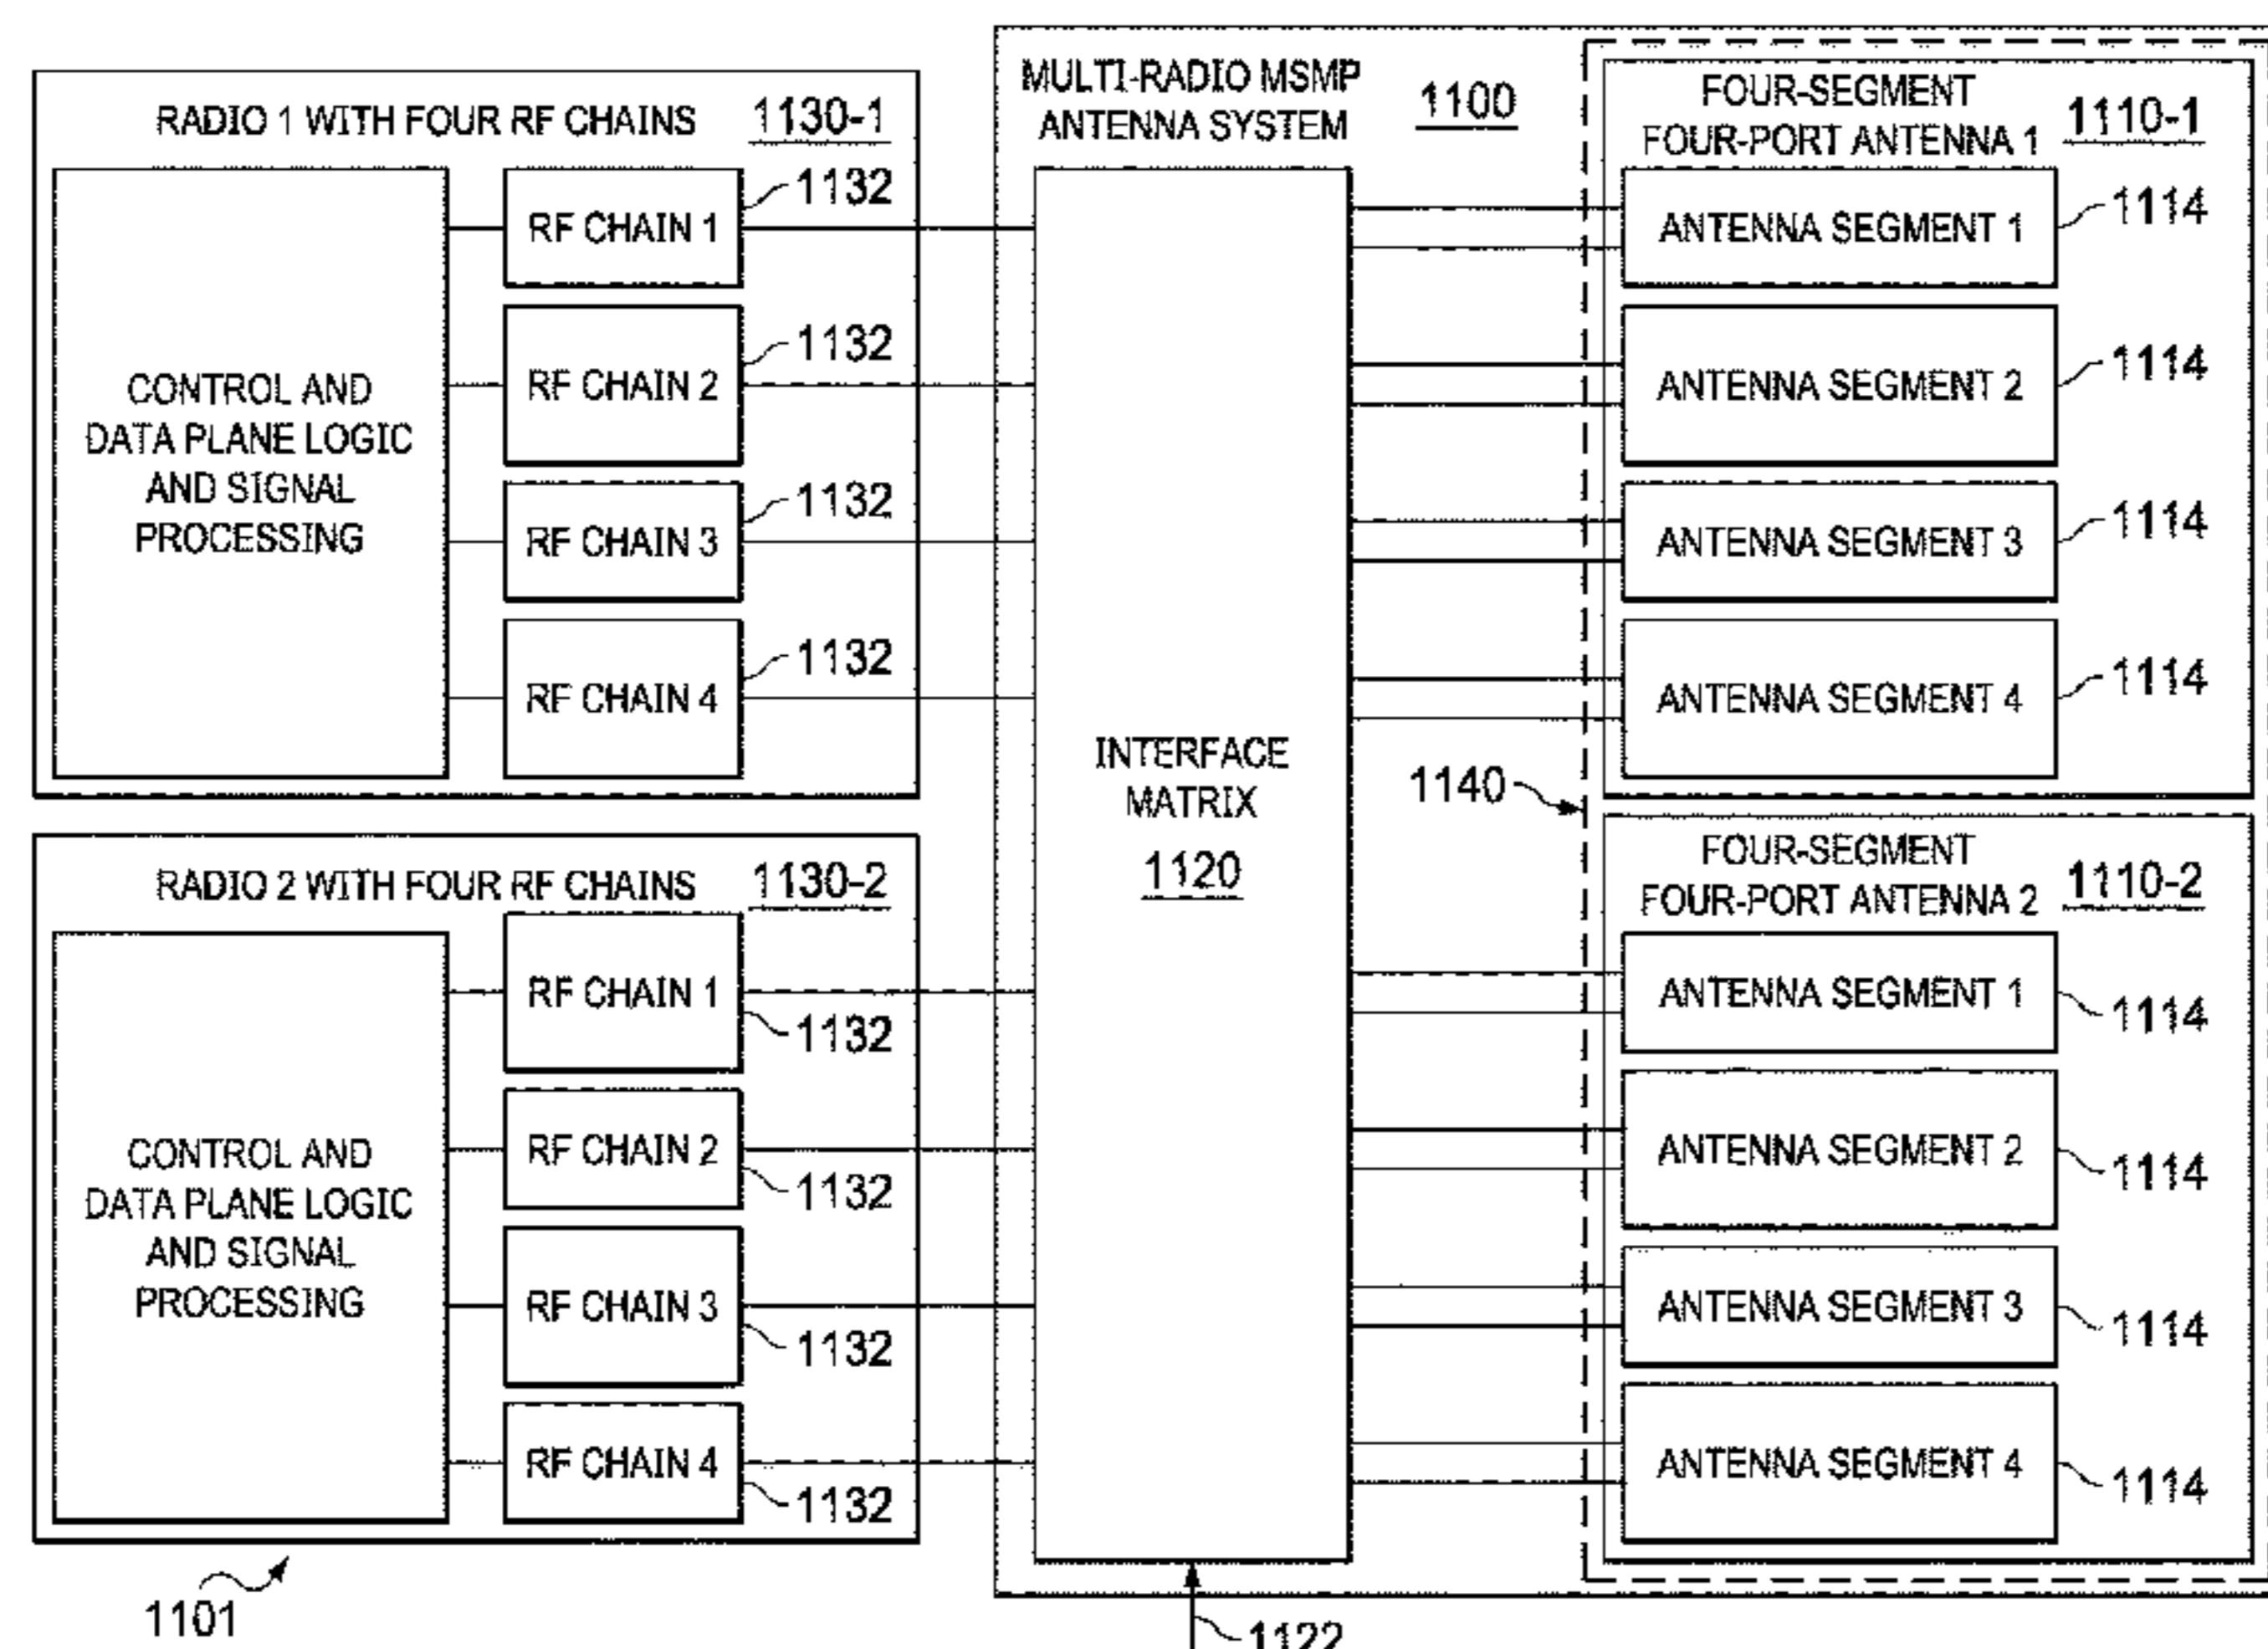 RADIO 1 WITH FOUR RF CHAINS
1130-1
CONTROL AND
DATA PLANE LOGIC
AND SIGNAL
PROCESSING
RF CHAIN 1
1132
RF CHAIN 2
1132
RF CHAIN 3
1132
RF CHAIN 4
1132
RADIO 2 WITH FOUR RF CHAINS
1130-2
CONTROL AND
DATA PLANE LOGIC
AND SIGNAL
PROCESSING
RF CHAIN 1
1132
RF CHAIN 2
1132
RF CHAIN 3
1132
RF CHAIN 4
1132
1101
MULTI-RADIO MSMP
ANTENNA SYSTEM
1100
INTERFACE
MATRIX
1120
1122
1140
FOUR-SEGMENT
FOUR-PORT ANTENNA 1
1110-1
ANTENNA SEGMENT 1
1114
ANTENNA SEGMENT 2
1114
ANTENNA SEGMENT 3
1114
ANTENNA SEGMENT 4
1114
FOUR-SEGMENT
FOUR-PORT ANTENNA 2
1110-2
ANTENNA SEGMENT 1
1114
ANTENNA SEGMENT 2
1114
ANTENNA SEGMENT 3
1114
ANTENNA SEGMENT 4
1114